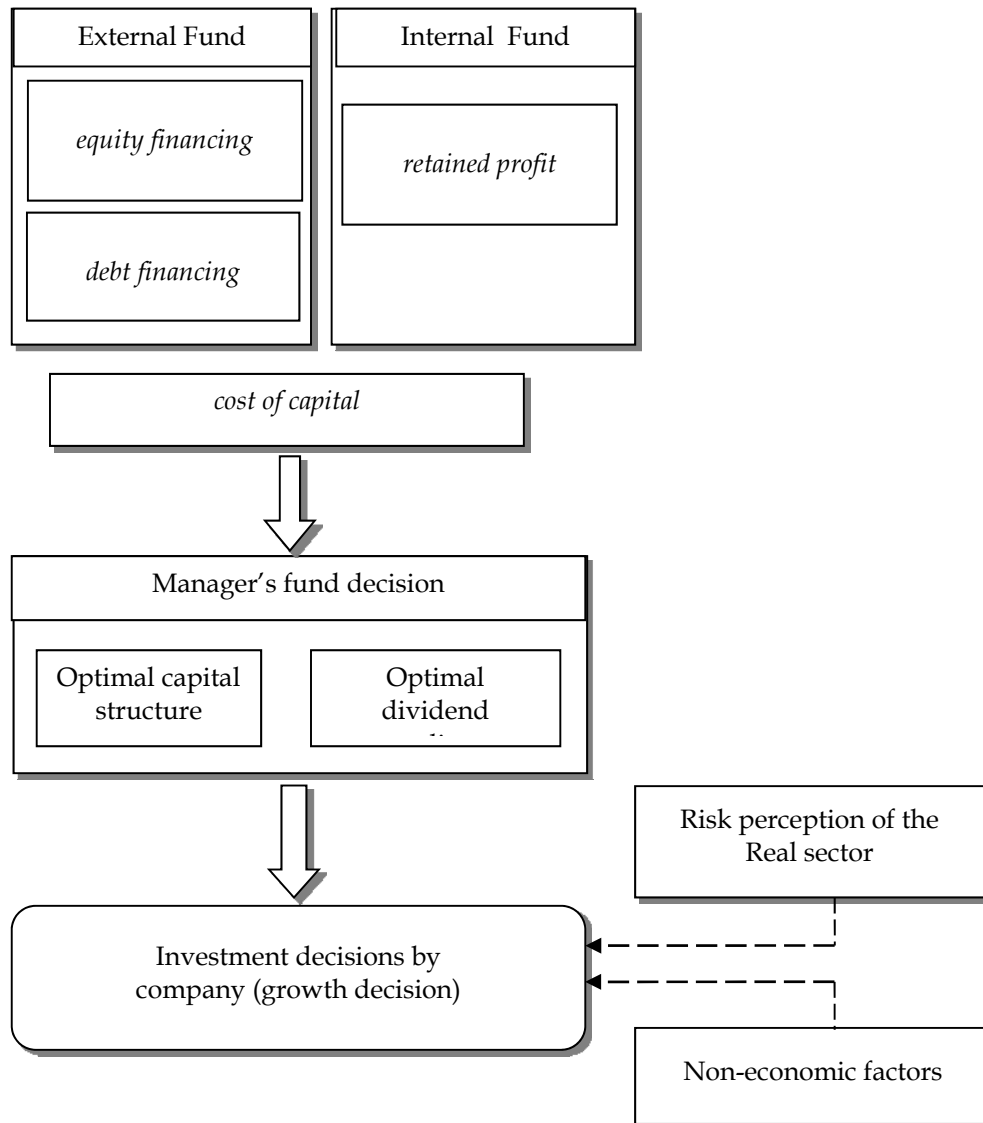 External Fund
Internal Fund
equity financing
retained profit
debt financing
cost of capital
Manager’s fund decision
Optimal capital
structure
Optimal
dividend
Risk perception of the
Real sector
Investment decisions by
company (growth decision)
Non-economic factors